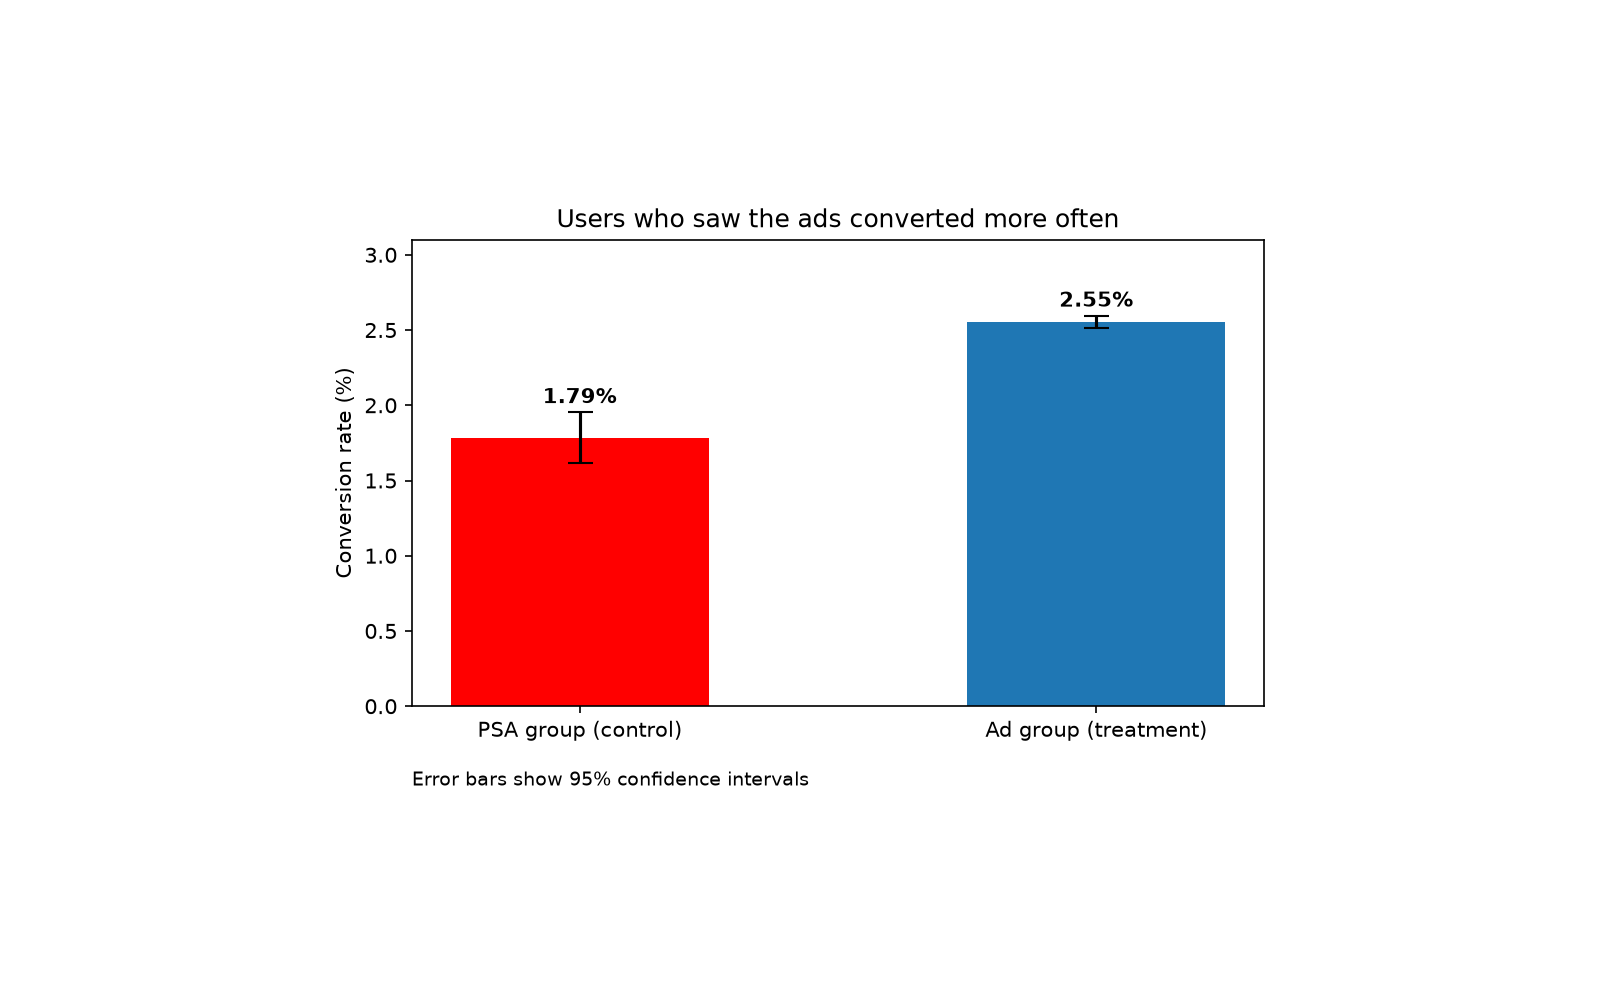 Users who saw the ads converted more often
3.0
2.5
2.0
1.5
1.0
0.5
0.0
Conversion rate (%)
1.79%
2.55%
PSA group (control)
Ad group (treatment)
Error bars show 95% confidence intervals